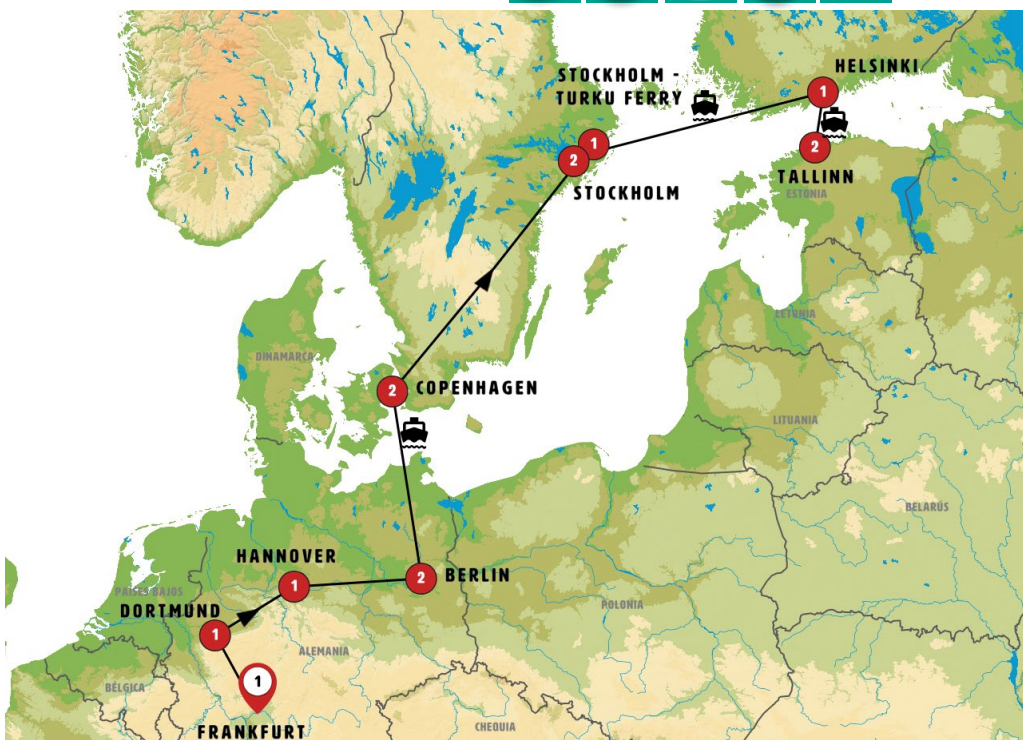 HELSINKI
STOCKHOLM -
TURKU FERRY
1
1
2
2
STOCKHOLM
TALLINN
ESTONIA
LETONIA
DINAMARCA
2
COPENHAGEN
LITUANIA
BELARÚS
HANNOVER
1
2
BERLIN
PAÍSES BAJOS
DORTMUND
POLONIA
1
ALEMANIA
BÉLGICA
1
CHEQUIA
FRANKFURT